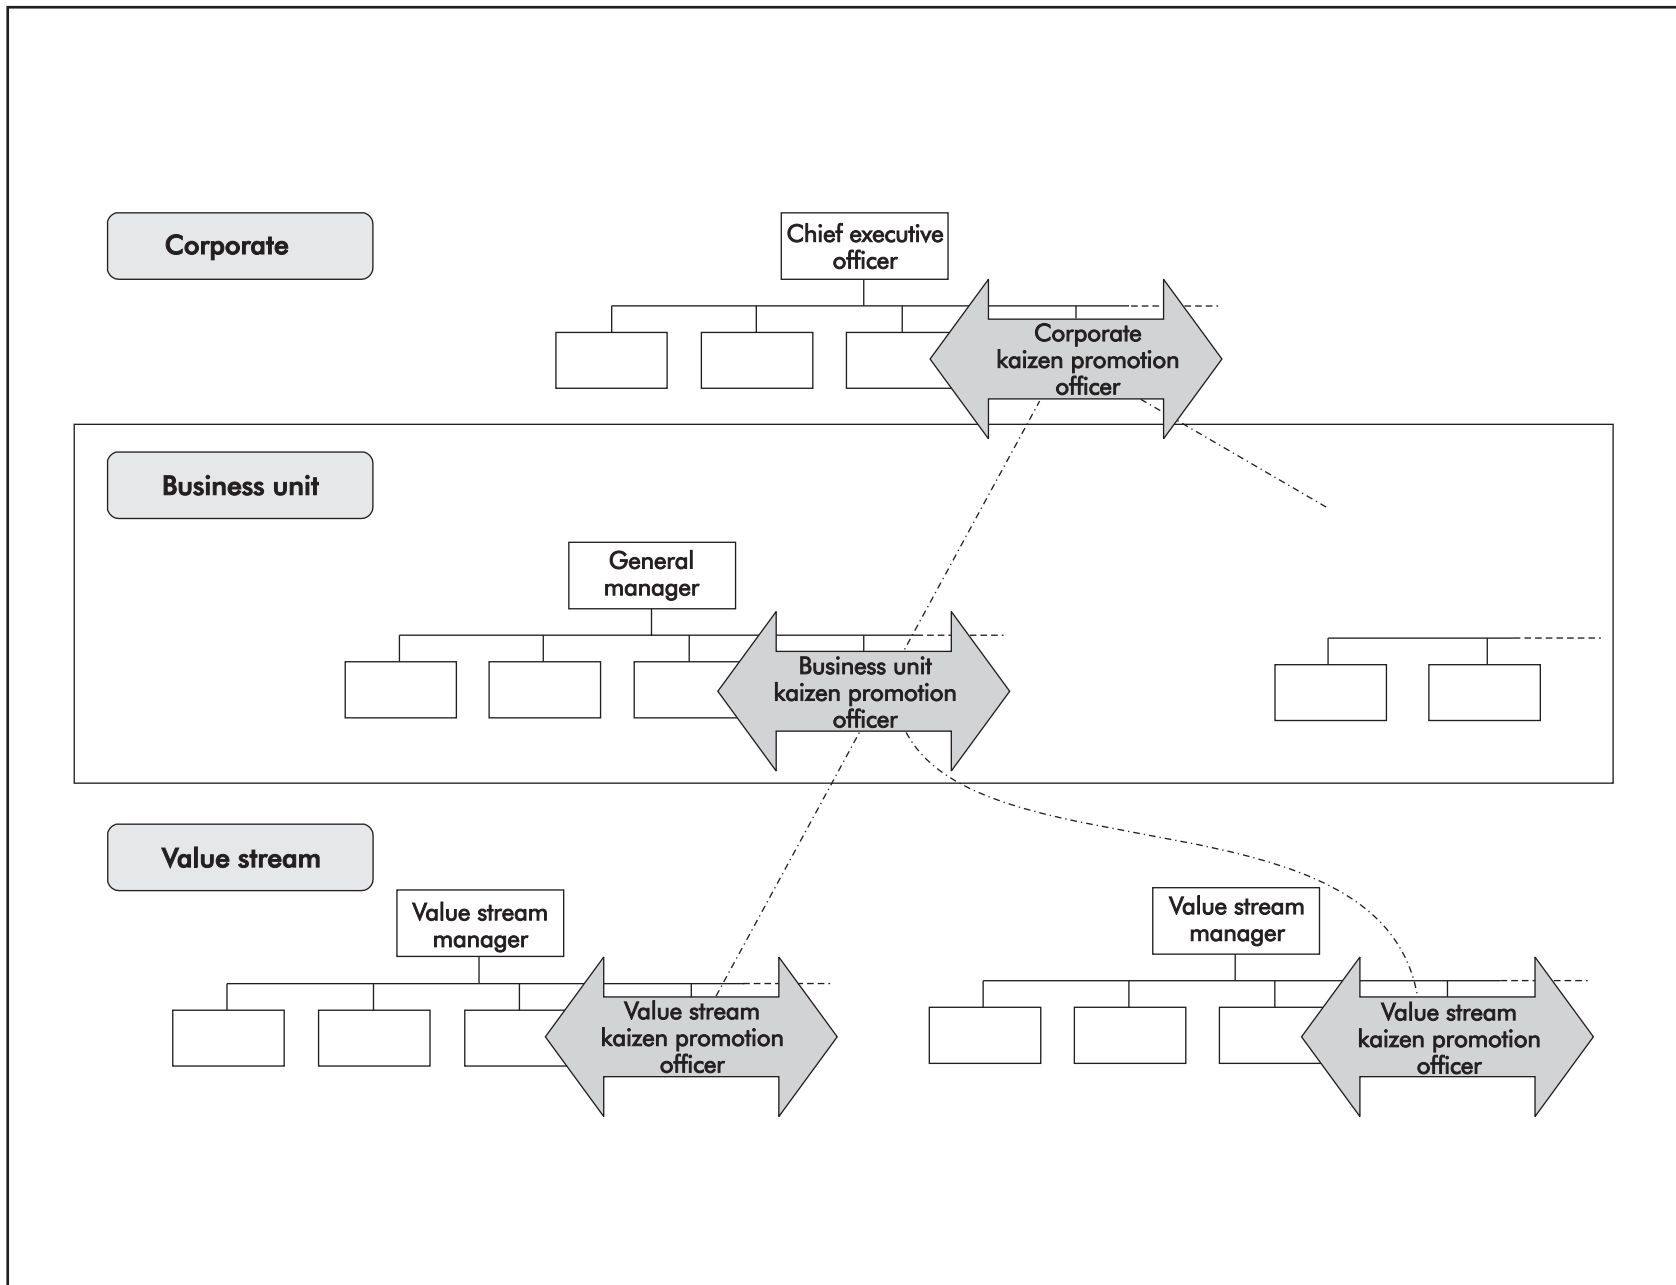 Corporate
Chief executive
officer
Corporate
kaizen promotion
officer
Business unit
General
manager
Business unit
kaizen promotion
officer
Value stream
Value stream
manager
Value stream
kaizen promotion
officer
Value stream
manager
Value stream
kaizen promotion
officer